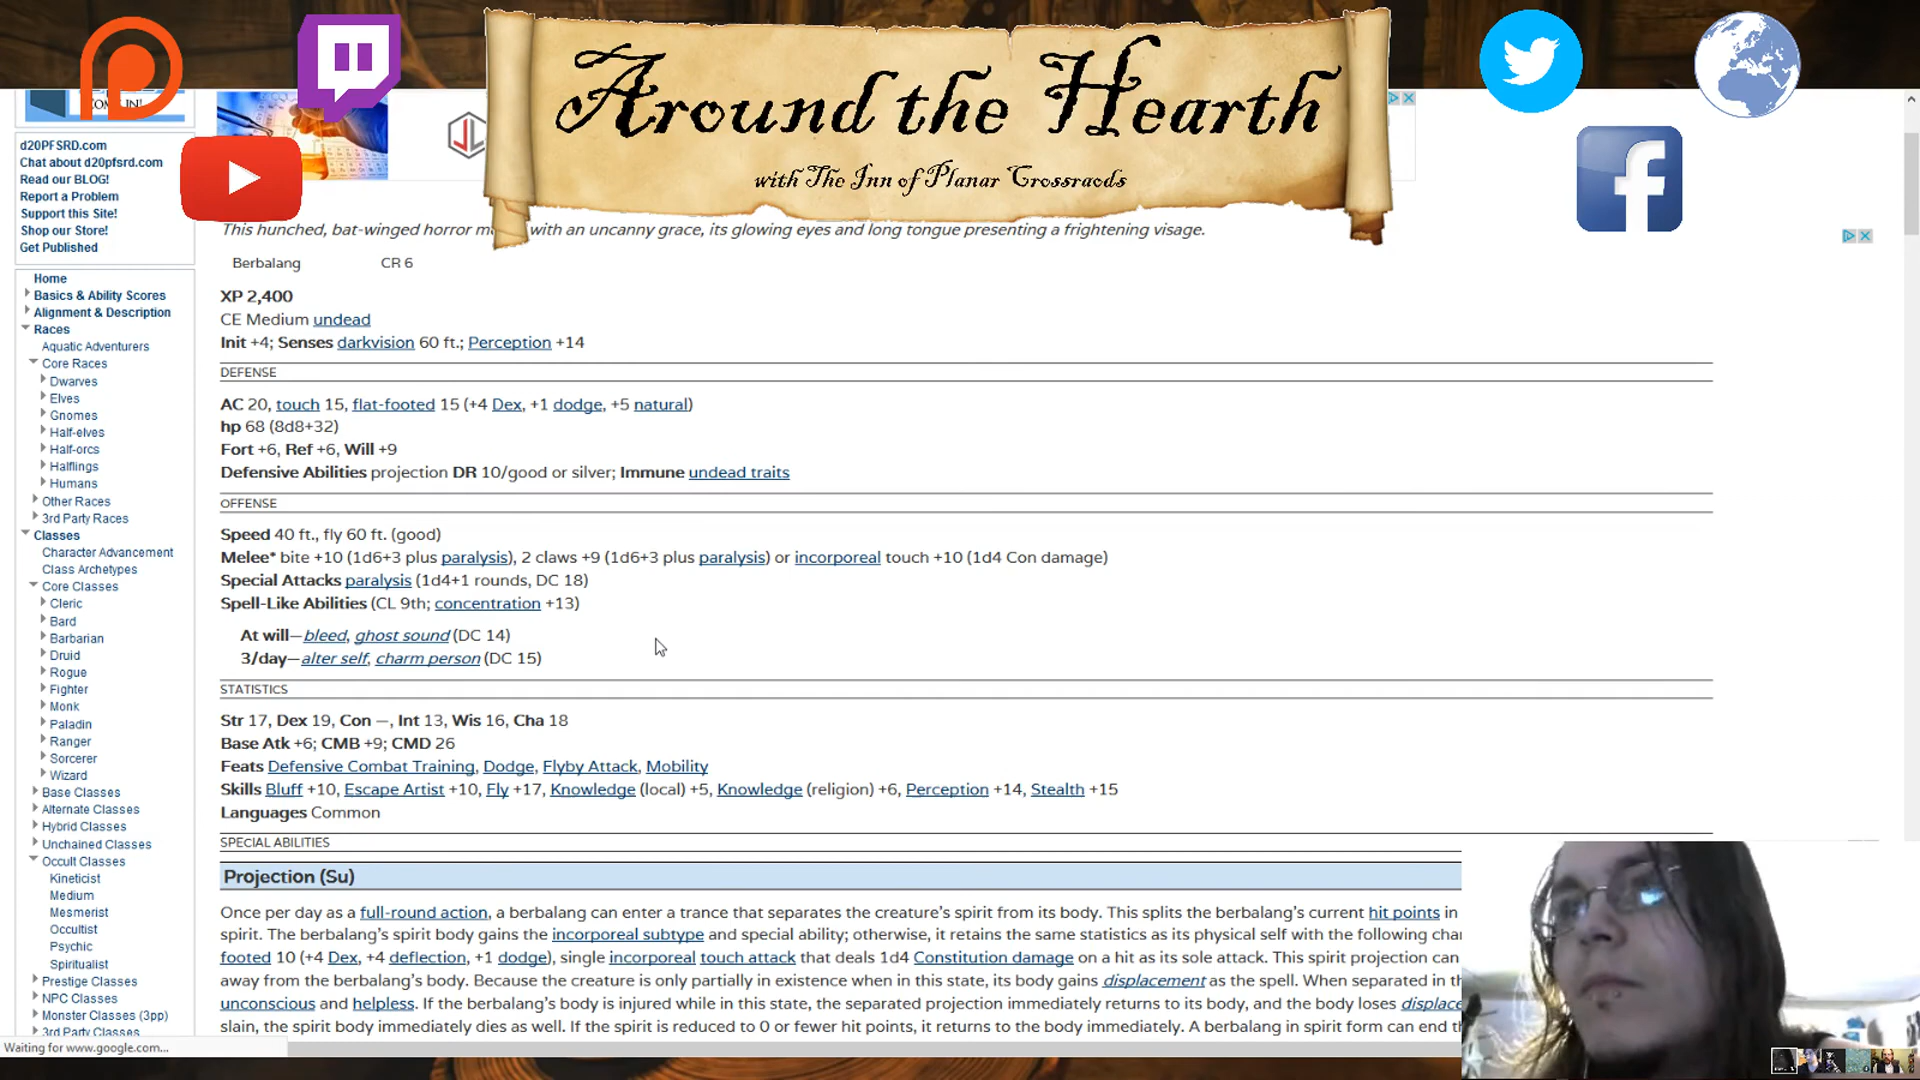 Around the Hearth
with The Inn of Planar Crossraods
COME IN!
d20PFSRD.com
Chat about d20pfsrd.com
Read our BLOG!
Report a Problem
Support this Site!
Shop our Store!
Get Published
Home
Basics & Ability Scores
Alignment & Description
Races
Aquatic Adventurers
Core Races
Dwarves
Elves
Gnomes
Half-elves
Half-orcs
Halflings
Humans
Other Races
3rd Party Races
Classes
Character Advancement
Class Archetypes
Core Classes
Cleric
Bard
Barbarian
Druid
Rogue
Fighter
Monk
Paladin
Ranger
Sorcerer
Wizard
Base Classes
Alternate Classes
Hybrid Classes
Unchained Classes
Occult Classes
Kineticist
Medium
Mesmerist
Occultist
Psychic
Spiritualist
Prestige Classes
NPC Classes
Monster Classes (3pp)
3rd Party Classes
Waiting for www.google.com...
This hunched, bat-winged horror m with an uncanny grace, its glowing eyes and long tongue presenting a frightening visage.
Berbalang CR 6
XP 2,400
CE Medium undead
Init +4; Senses darkvision 60 ft.; Perception +14
DEFENSE
AC 20, touch 15, flat-footed 15 (+4 Dex, +1 dodge, +5 natural)
hp 68 (8d8+32)
Fort +6, Ref +6, Will +9
Defensive Abilities projection DR 10/good or silver; Immune undead traits
OFFENSE
Speed 40 ft., fly 60 ft. (good)
Melee* bite +10 (1d6+3 plus paralysis), 2 claws +9 (1d6+3 plus paralysis) or incorporeal touch +10 (1d4 Con damage)
Special Attacks paralysis (1d4+1 rounds, DC 18)
Spell-Like Abilities (CL 9th; concentration +13)
At will—bleed, ghost sound (DC 14)
3/day—alter self, charm person (DC 15)
STATISTICS
Str 17, Dex 19, Con —, Int 13, Wis 16, Cha 18
Base Atk +6; CMB +9; CMD 26
Feats Defensive Combat Training, Dodge, Flyby Attack, Mobility
Skills Bluff +10, Escape Artist +10, Fly +17, Knowledge (local) +5, Knowledge (religion) +6, Perception +14, Stealth +15
Languages Common
SPECIAL ABILITIES
Projection (Su)
Once per day as a full-round action, a berbalang can enter a trance that separates the creature's spirit from its body. This splits the berbalang's current hit points in
spirit. The berbalang's spirit body gains the incorporeal subtype and special ability; otherwise, it retains the same statistics as its physical self with the following cha
footed 10 (+4 Dex, +4 deflection, +1 dodge), single incorporeal touch attack that deals 1d4 Constitution damage on a hit as its sole attack. This spirit projection can
away from the berbalang's body. Because the creature is only partially in existence when in this state, its body gains displacement as the spell. When separated in th
unconscious and helpless. If the berbalang's body is injured while in this state, the separated projection immediately returns to its body, and the body loses displace
slain, the spirit body immediately dies as well. If the spirit is reduced to 0 or fewer hit points, it returns to the body immediately. A berbalang in spirit form can end th